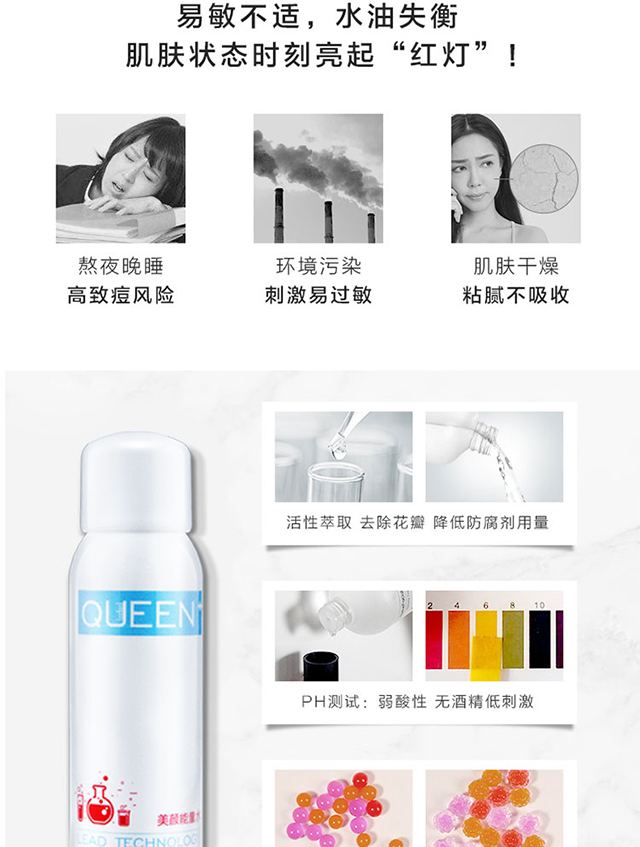 易敏不适，水油失衡
肌肤状态时刻亮起“红灯”！
熬夜晚睡
高致痘风险
环境污染
刺激易过敏
肌肤干燥
粘腻不吸收
活性萃取 去除花瓣 降低防腐剂用量
QUEEN+
2 4 6 8 10
PH测试：弱酸性 无酒精低刺激
美颜能量水
LEAD TECHNOLOG